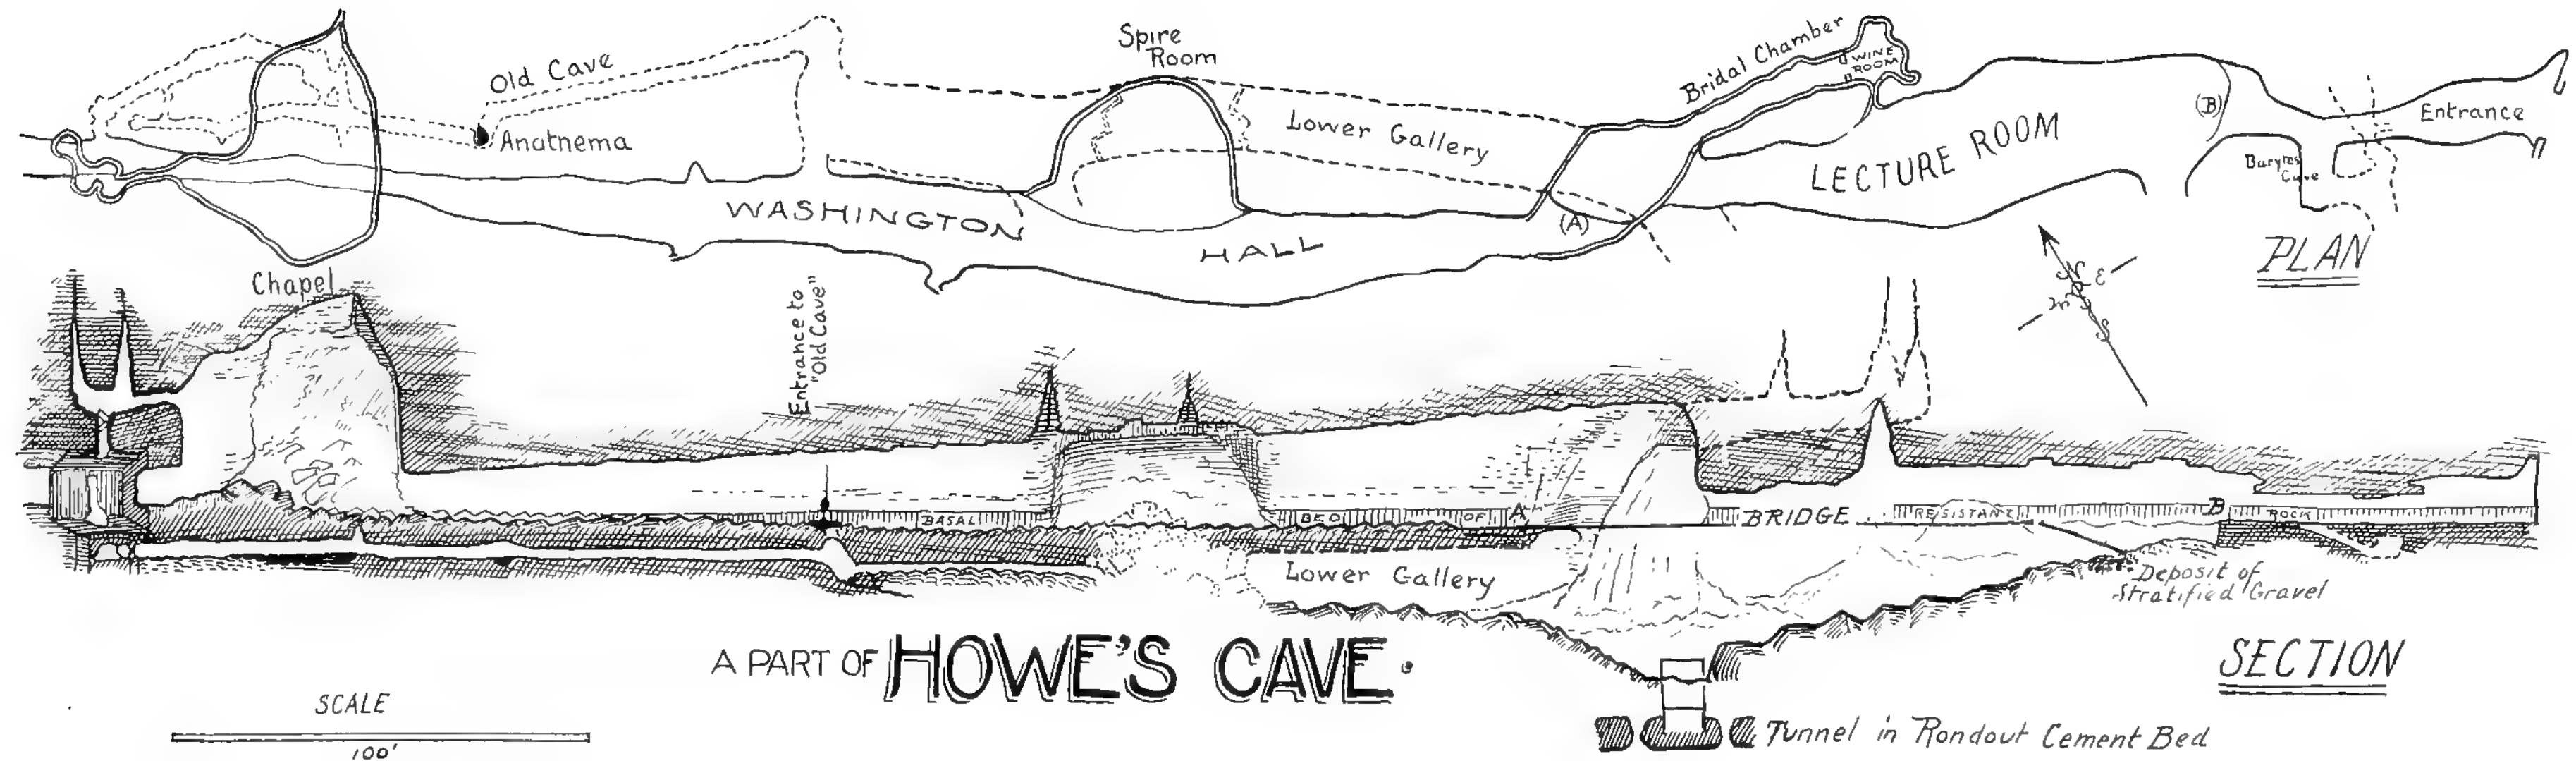 Spire
Room
Bridal Chamber
WINE
ROOM
Old Cave
Anatnema
Lower Gallery
(B)
Entrance
LECTURE ROOM
WASHINGTON
HALL
(A)
N
E
W
S
PLAN
Chapel
Entrance to
"Old Cave"
BASAL
BED
OF
A
BRIDGE
RESISTANT
B
ROCK
Lower Gallery
Deposit of
Stratified Gravel
A PART OF HOWE'S CAVE.
SECTION
SCALE
100'
Tunnel in Rondout Cement Bed